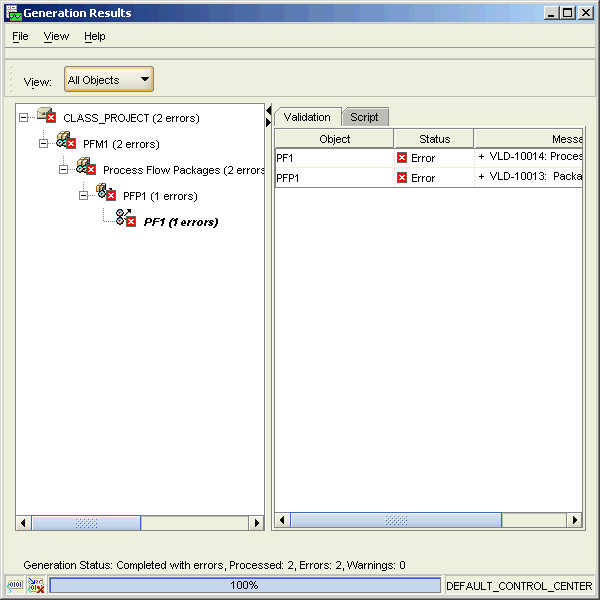 Generation Results
File View Help
View: All Objects
CLASS_PROJECT (2 errors)
PFM1 (2 errors)
Process Flow Packages (2 errors
PFP1 (1 errors)
PF1 (1 errors)
Validation Script
Object Status Messa
PF1 Error + VLD-10014: Proces
PFP1 Error + VLD-10013: Packa
Generation Status: Completed with errors, Processed: 2, Errors: 2, Warnings: 0
100% DEFAULT_CONTROL_CENTER